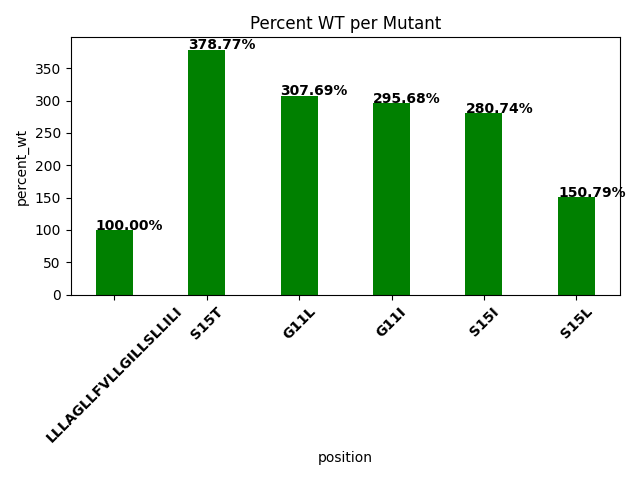 Percent WT per Mutant
percent_wt
350
300
250
200
150
100
50
0
100.00%
378.77%
307.69%
295.68%
280.74%
150.79%
LLLAGLLFVLLGILLSLLILI
S15T
G11L
G11I
S15I
S15L
position